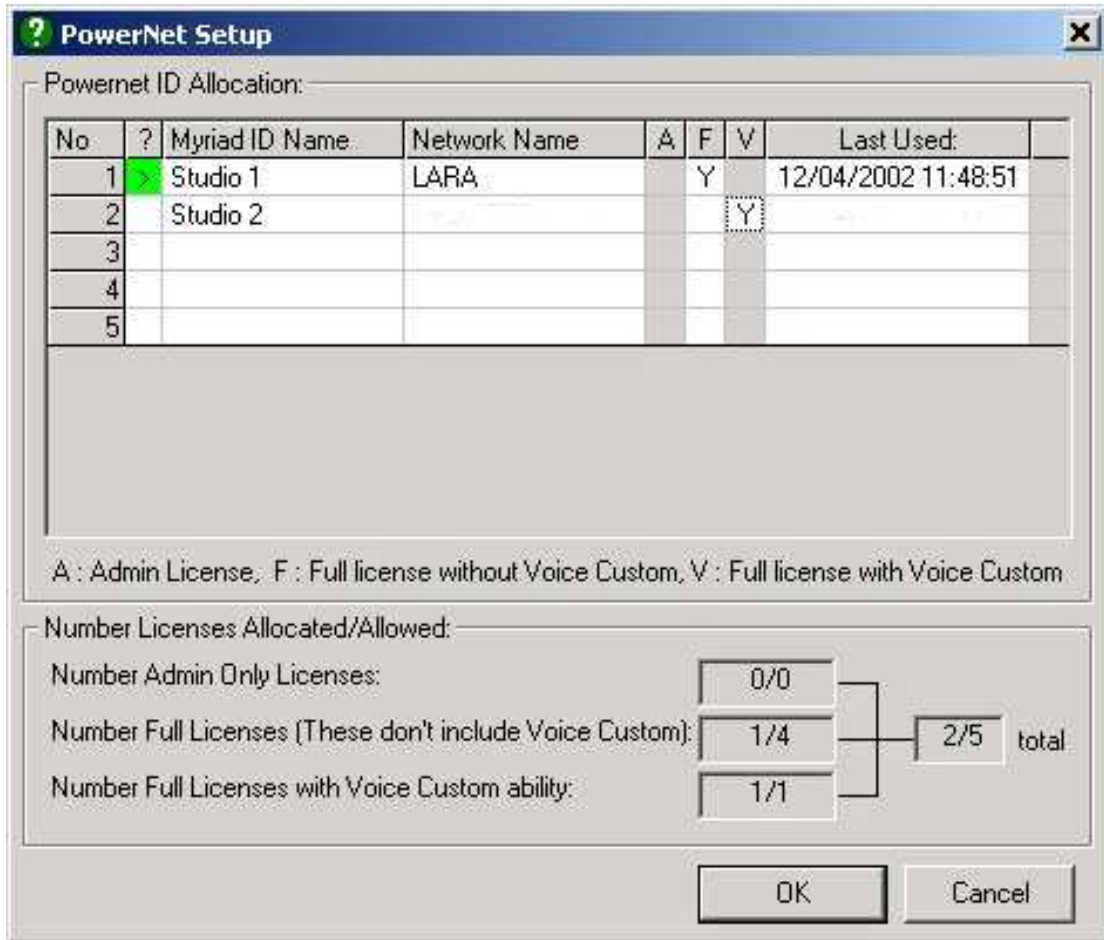 ? PowerNet Setup
Powernet ID Allocation:
No ? Myriad ID Name Network Name A F V Last Used:
1 > Studio 1 LARA Y 12/04/2002 11:48:51
2 Studio 2 Y
3
4
5
A : Admin License, F : Full license without Voice Custom, V : Full license with Voice Custom
Number Licenses Allocated/Allowed:
Number Admin Only Licenses: 0/0
Number Full Licenses (These don't include Voice Custom): 1/4 2/5 total
Number Full Licenses with Voice Custom ability: 1/1
OK Cancel